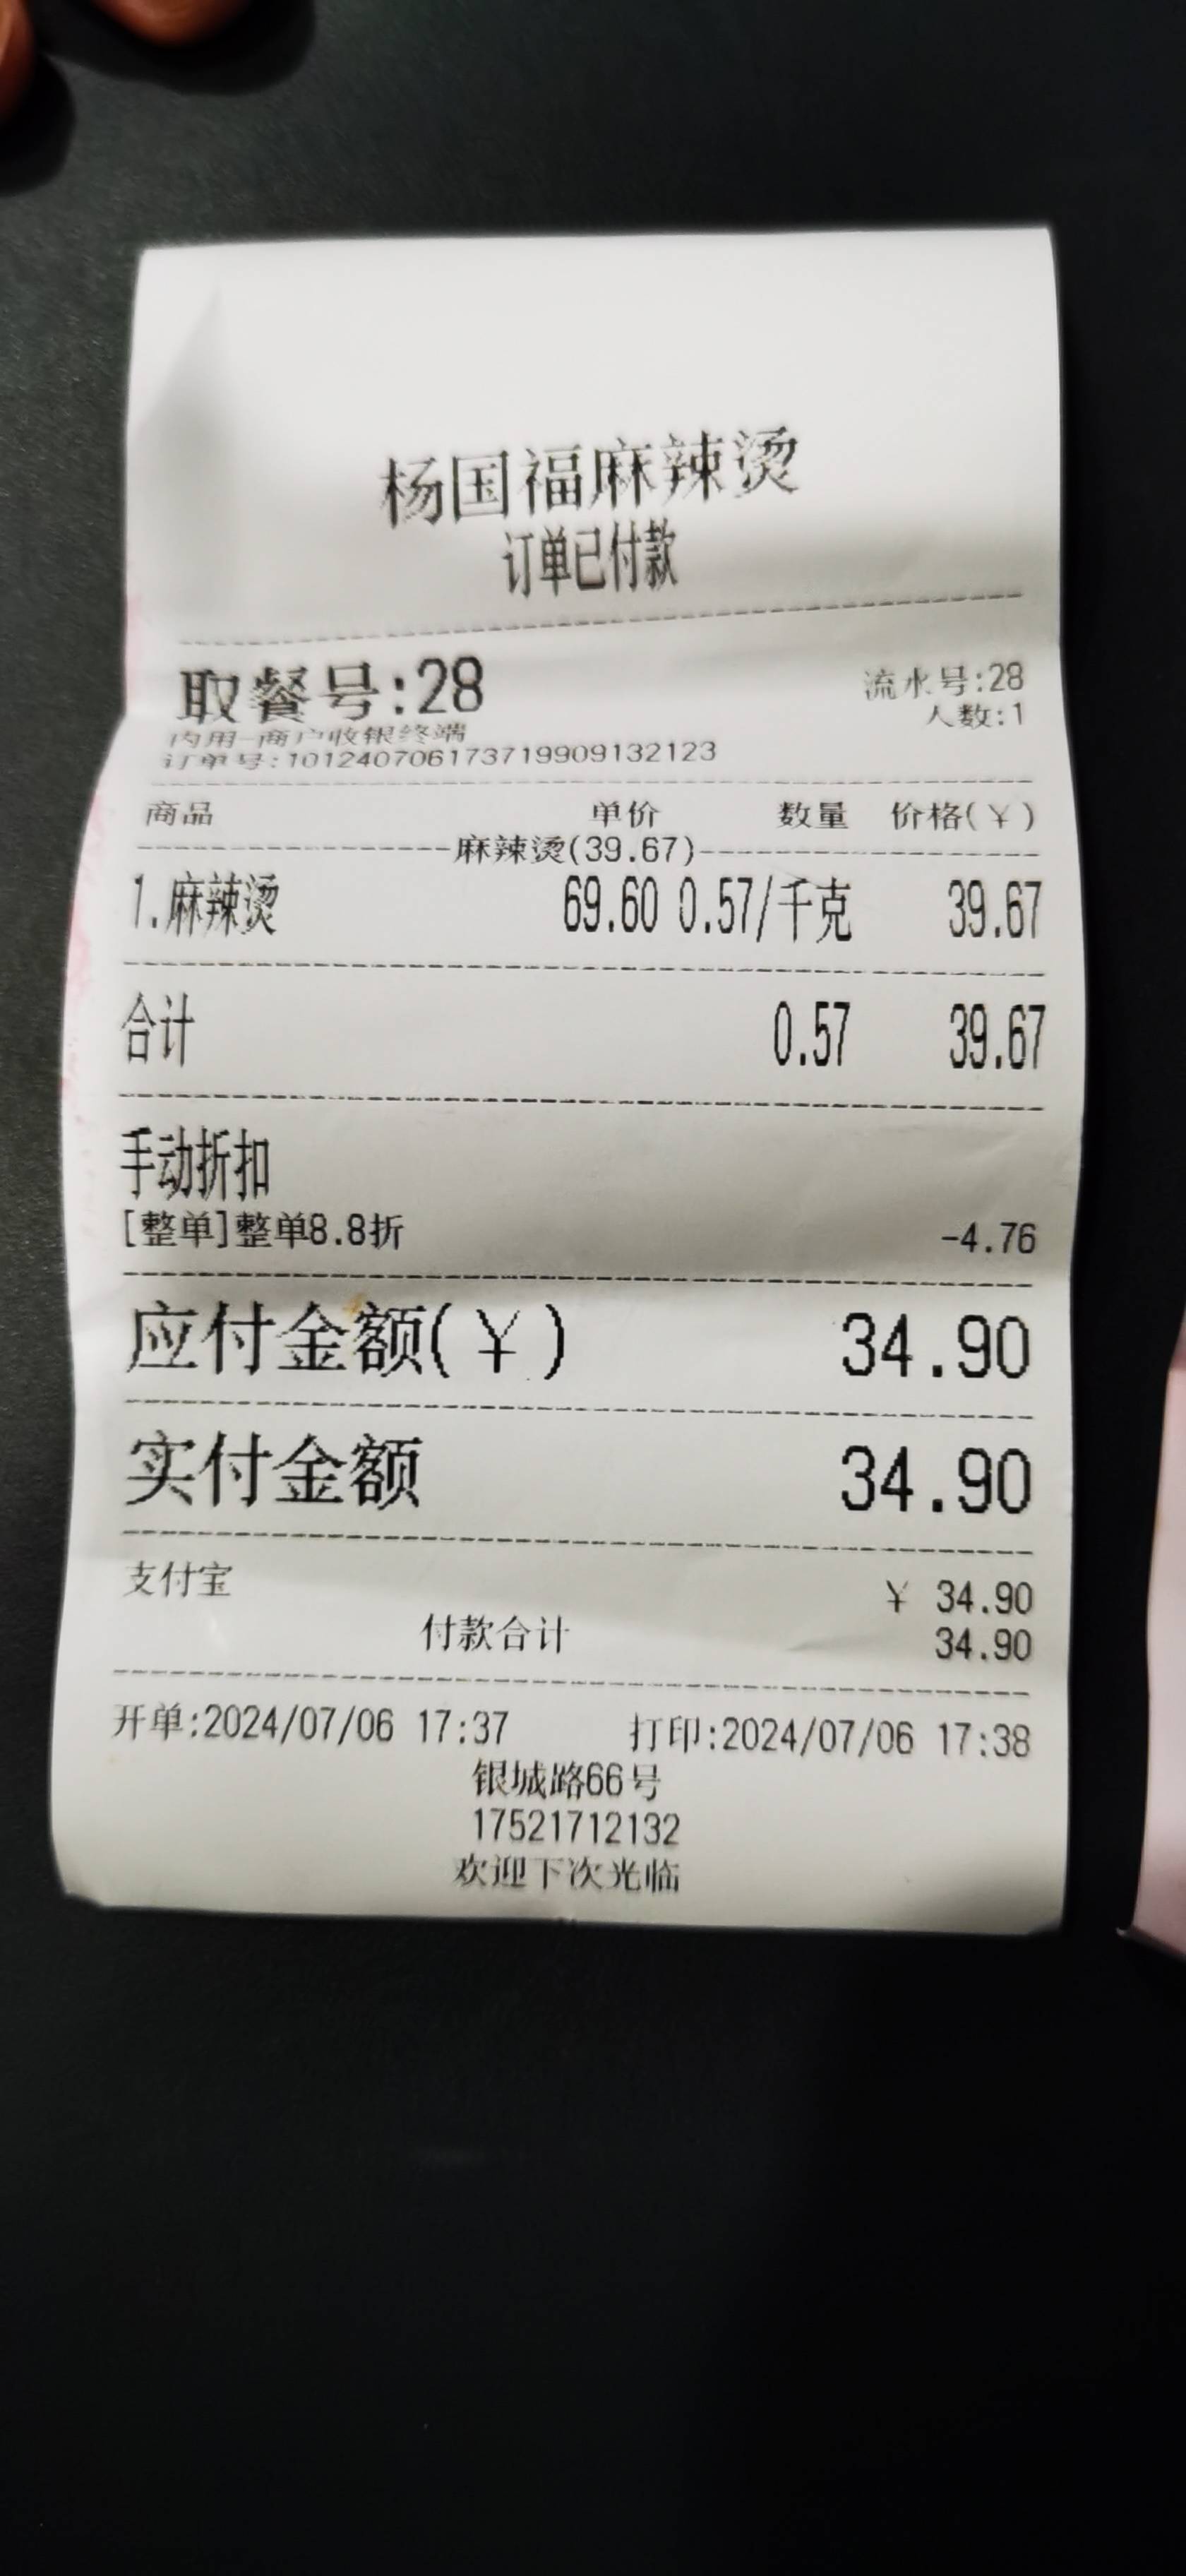 杨国福麻辣烫
订单已付款
取餐号:28 流水号:28
人数:1
内用-商户收银终端
订单号:101240706173719909132123
商品 单价 数量 价格(￥)
麻辣烫(39.67)
1.麻辣烫 69.60 0.57/千克 39.67
合计 0.57 39.67
手动折扣
[整单]整单8.8折 -4.76
应付金额(￥) 34.90
实付金额 34.90
支付宝 ￥ 34.90
付款合计 34.90
开单:2024/07/06 17:37 打印:2024/07/06 17:38
银城路66号
17521712132
欢迎下次光临